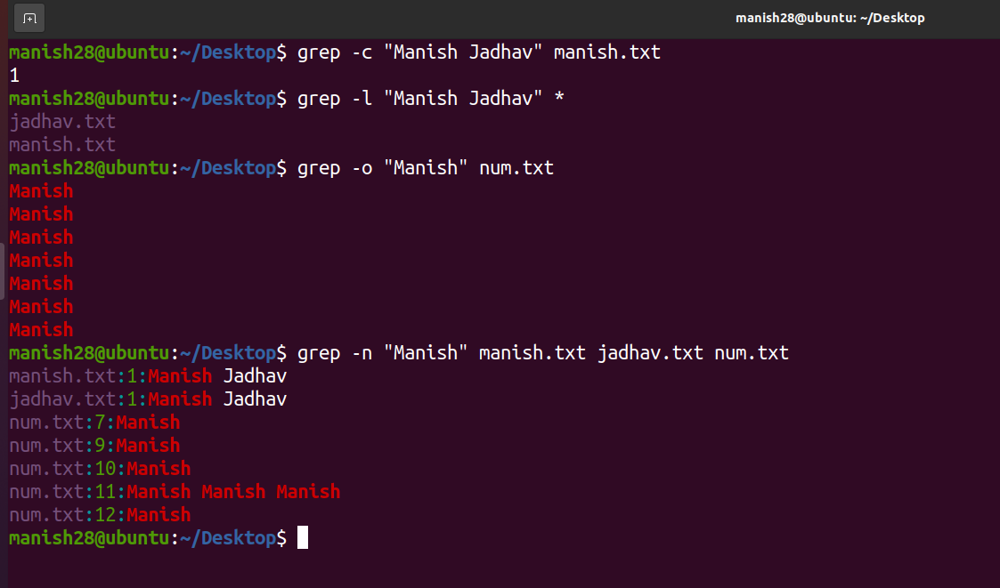 manish28@ubuntu: ~/Desktop
manish28@ubuntu:~/Desktop$ grep -c "Manish Jadhav" manish.txt
1
manish28@ubuntu:~/Desktop$ grep -l "Manish Jadhav" *
jadhav.txt
manish.txt
manish28@ubuntu:~/Desktop$ grep -o "Manish" num.txt
Manish
Manish
Manish
Manish
Manish
Manish
Manish
manish28@ubuntu:~/Desktop$ grep -n "Manish" manish.txt jadhav.txt num.txt
manish.txt:1:Manish Jadhav
jadhav.txt:1:Manish Jadhav
num.txt:7:Manish
num.txt:9:Manish
num.txt:10:Manish
num.txt:11:Manish Manish Manish
num.txt:12:Manish
manish28@ubuntu:~/Desktop$